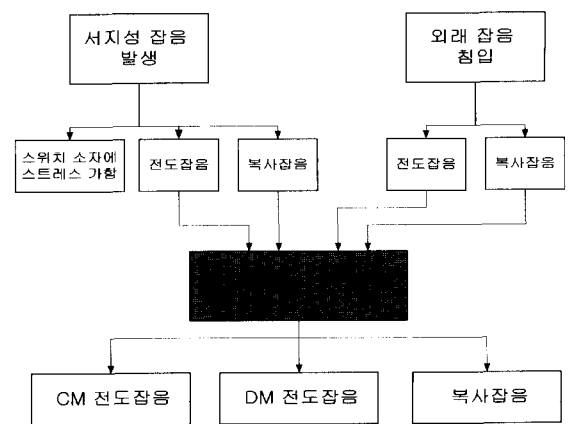 서지성 잡음
발생
외래 잡음
침입
스위치 소자에
스트레스 가함
전도잡음
복사잡음
전도잡음
복사잡음
CM 전도잡음
DM 전도잡음
복사잡음